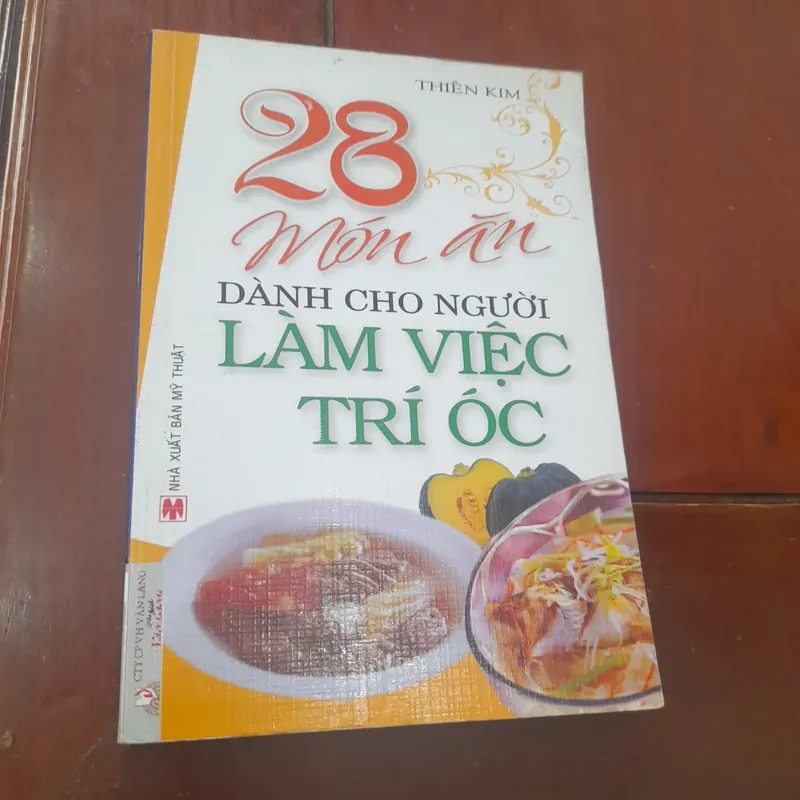 THIÊN KIM
28
món ăn
DÀNH CHO NGƯỜI
LÀM VIỆC
TRÍ ÓC
NHÀ XUẤT BẢN MỸ THUẬT
CTY CP VH VĂN LANG